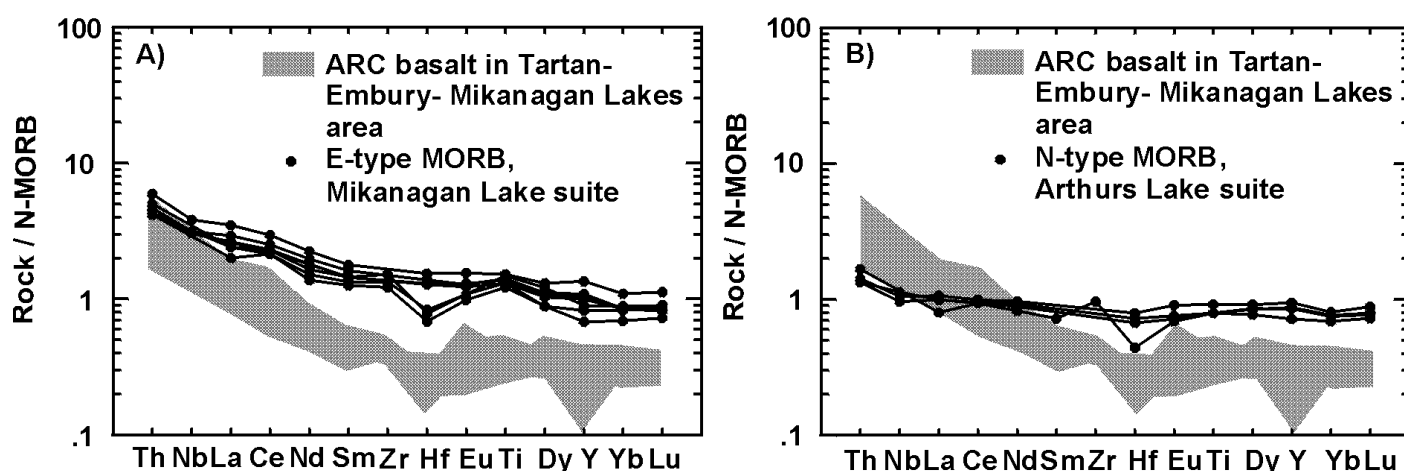 100
10
1
.1
Rock / N-MORB
A)
ARC basalt in Tartan-
Embury- Mikanagan Lakes
area
E-type MORB,
Mikanagan Lake suite
Th Nb La Ce Nd Sm Zr Hf Eu Ti Dy Y Yb Lu
100
10
1
.1
Rock / N-MORB
B)
ARC basalt in Tartan-
Embury- Mikanagan Lakes
area
N-type MORB,
Arthurs Lake suite
Th Nb La Ce Nd Sm Zr Hf Eu Ti Dy Y Yb Lu